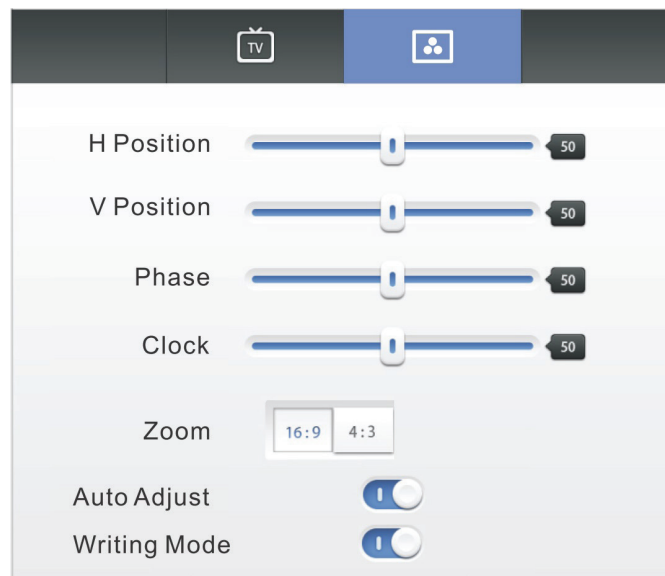 TV
H Position 50
V Position 50
Phase 50
Clock 50
Zoom 16:9 4:3
Auto Adjust
Writing Mode